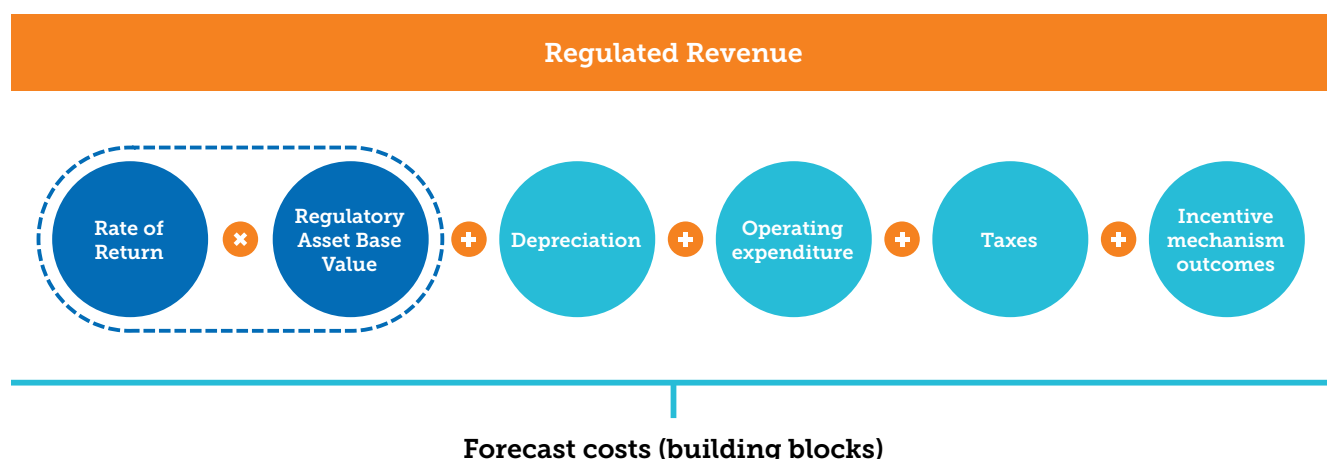 Regulated Revenue
Rate of
Return
Regulatory
Asset Base
Value
Depreciation
Operating
expenditure
Taxes
Incentive
mechanism
outcomes
Forecast costs (building blocks)